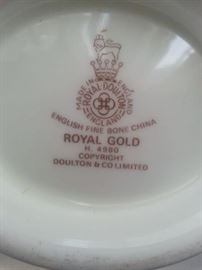 MADE IN ENGLAND
ROYAL DOULTON
ENGLAND
ENGLISH FINE BONE CHINA
ROYAL GOLD
H. 4980
COPYRIGHT
DOULTON & CO LIMITED